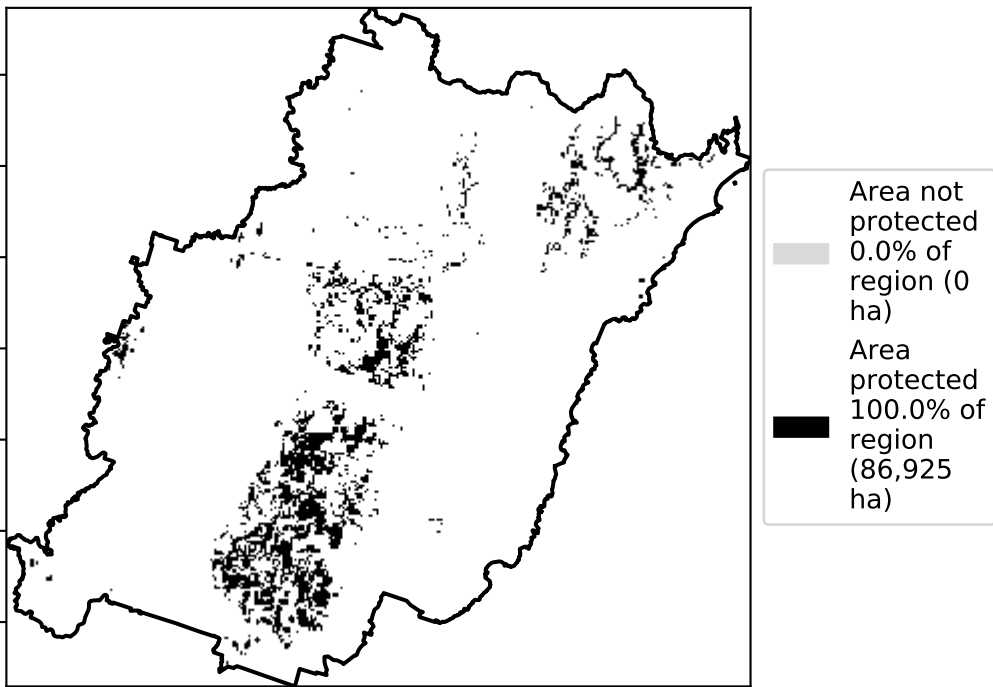 Area not
protected
0.0% of
region (0
ha)
Area
protected
100.0% of
region
(86,925
ha)